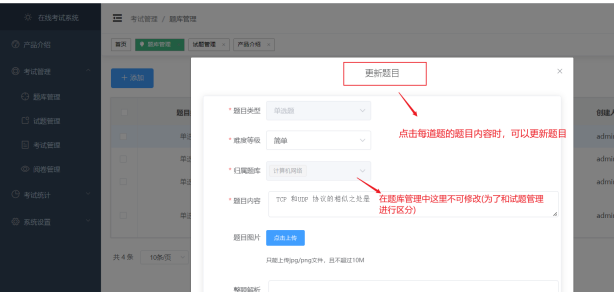 在线考试系统
考试管理 / 题库管理
产品介绍
首页
题库管理
试题管理 ×
产品介绍 ×
考试管理
+ 添加
更新题目
×
题库管理
题目
创建人
* 题目类型 单选题
点击每道题的题目内容时，可以更新题目
试题管理
单选
admin
* 难度等级 简单
考试管理
单选
admin
* 归属题库 计算机网络
阅卷管理
单选
admin
在题库管理中这里不可修改(为了和试题管理
进行区分)
考试统计
* 题目内容 TCP 和UDP 协议的相似之处是
系统设置
单选
admin
题目图片 点击上传
共 4 条 10条/页
只能上传jpg/png文件，且不超过10M
整题解析